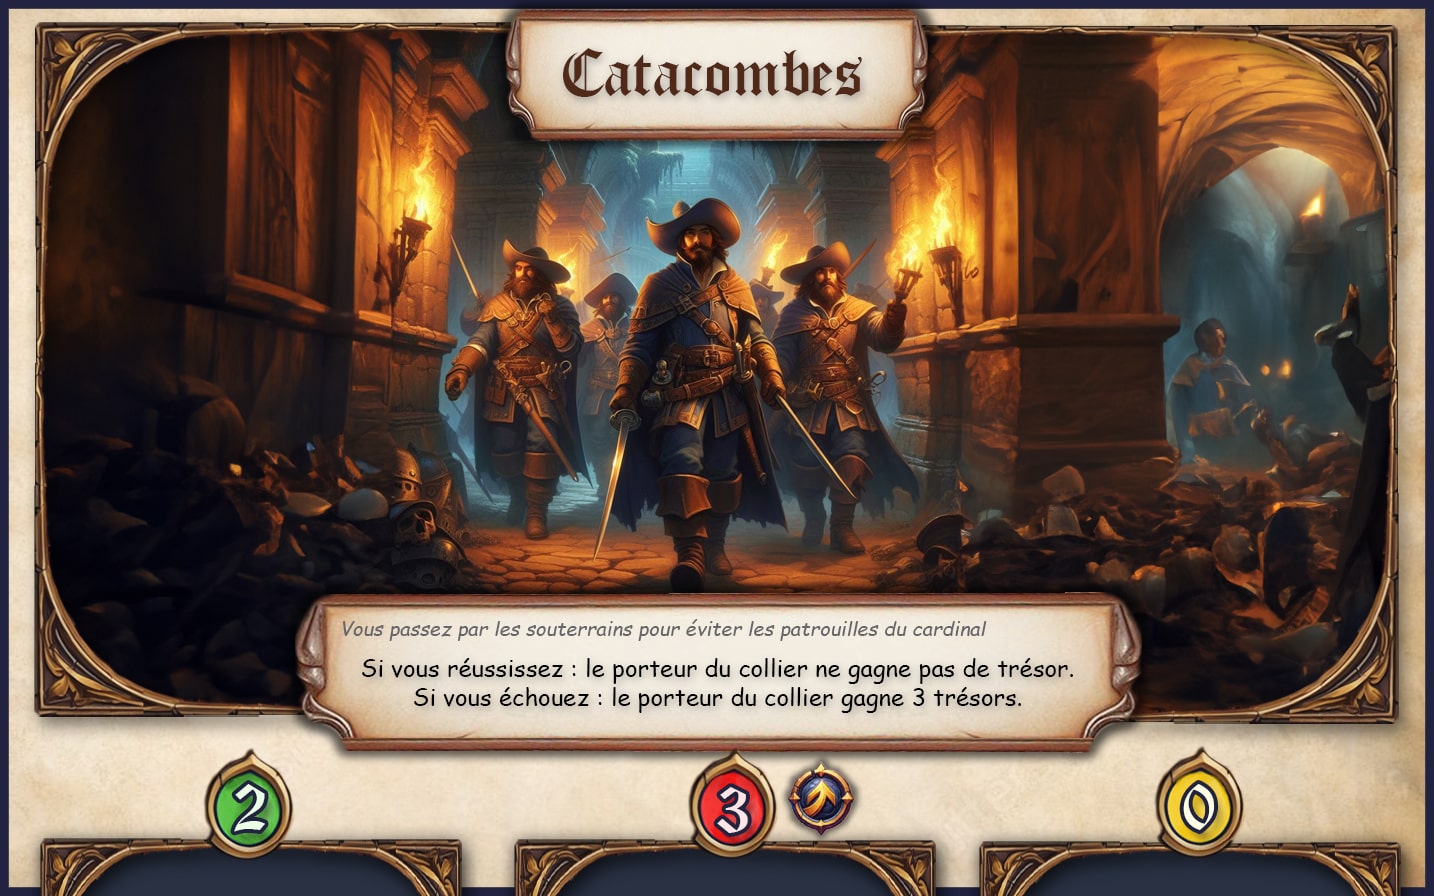 Catacombes
Vous passez par les souterrains pour éviter les patrouilles du cardinal
Si vous réussissez : le porteur du collier ne gagne pas de trésor.
Si vous échouez : le porteur du collier gagne 3 trésors.
2 3 0